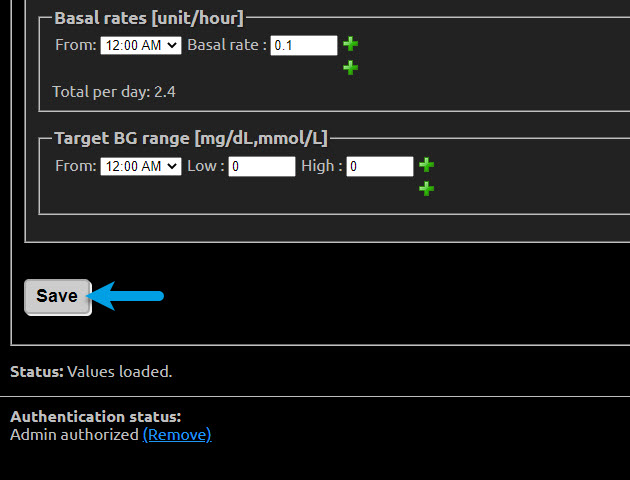 Basal rates [unit/hour]
From: 12:00 AM Basal rate : 0.1
Total per day: 2.4
Target BG range [mg/dL,mmol/L]
From: 12:00 AM Low : 0 High : 0
Save
Status: Values loaded.
Authentication status:
Admin authorized (Remove)